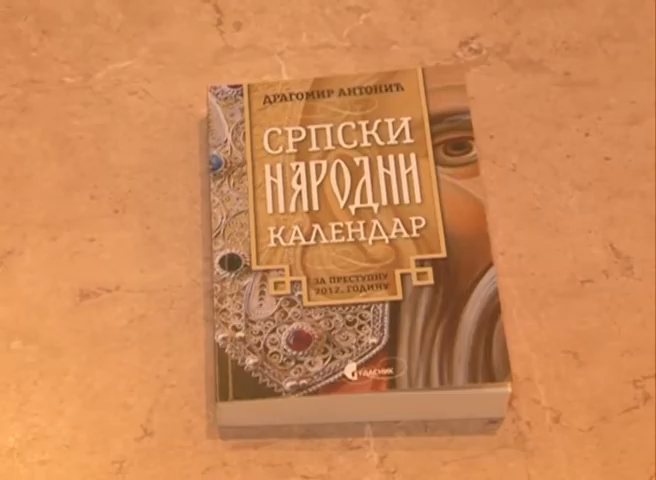 ДРАГОМИР АНТОНИЋ
СРПСКИ
НАРОДНИ
КАЛЕНДАР
ЗА ПРЕСТУПНУ
2012. ГОДИНУ